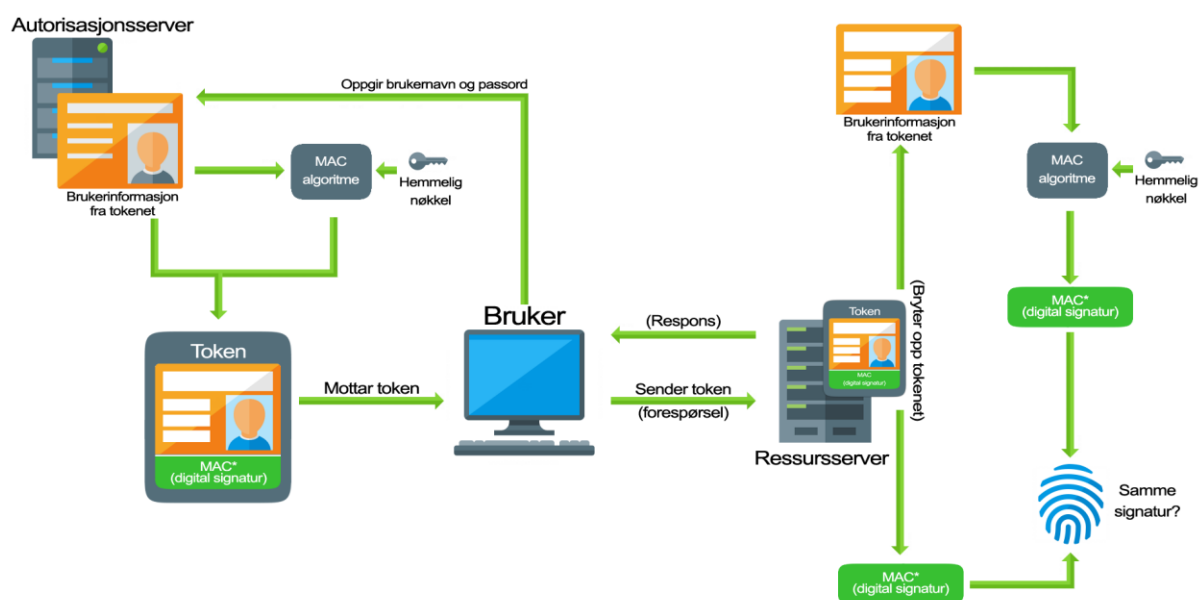 Autorisasjonsserver
Oppgir brukernavn og passord
Brukerinformasjon
fra tokenet
MAC
algoritme
Hemmelig
nøkkel
Token
MAC*
(digital signatur)
Mottar token
Bruker
(Respons)
Sender token
(forespørsel)
Token
MAC
(digital signatur)
Ressursserver
(Bryter opp tokenet)
Brukerinformasjon
fra tokenet
MAC
algoritme
Hemmelig
nøkkel
MAC*
(digital signatur)
Samme
signatur?
MAC*
(digital signatur)